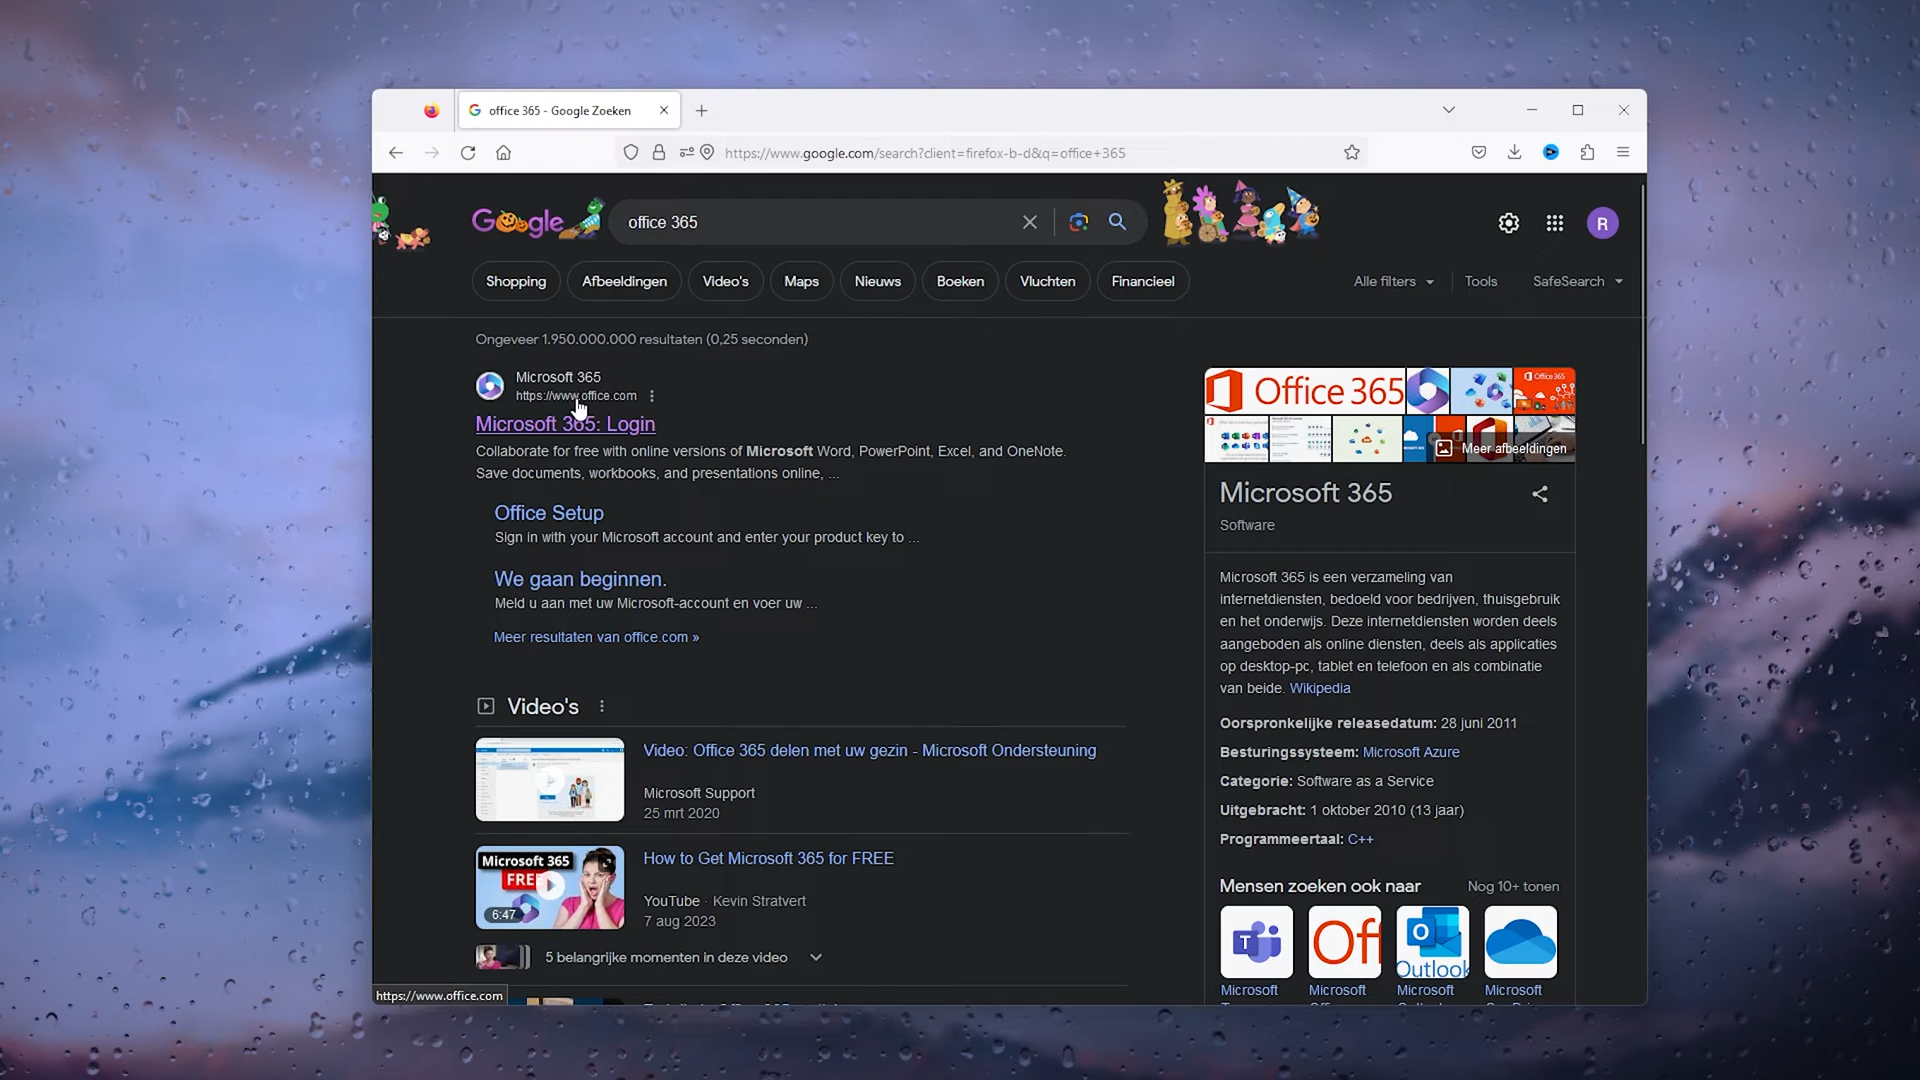 office 365 - Google Zoeken
https://www.google.com/search?client=firefox-b-d&q=office+365
Google
office 365
R
Shopping
Afbeeldingen
Video's
Maps
Nieuws
Boeken
Vluchten
Financieel
Alle filters
Tools
SafeSearch
Ongeveer 1.950.000.000 resultaten (0,25 seconden)
Microsoft 365
https://www.office.com
Microsoft 365: Login
Collaborate for free with online versions of Microsoft Word, PowerPoint, Excel, and OneNote.
Save documents, workbooks, and presentations online, ...
Office Setup
Sign in with your Microsoft account and enter your product key to ...
We gaan beginnen.
Meld u aan met uw Microsoft-account en voer uw ...
Meer resultaten van office.com »
Video's
Video: Office 365 delen met uw gezin - Microsoft Ondersteuning
Microsoft Support
25 mrt 2020
Microsoft 365
FREE
6:47
How to Get Microsoft 365 for FREE
YouTube · Kevin Stratvert
7 aug 2023
5 belangrijke momenten in deze video
https://www.office.com
Office 365
Office 365
Meer afbeeldingen
Microsoft 365
Software
Microsoft 365 is een verzameling van
internetdiensten, bedoeld voor bedrijven, thuisgebruik
en het onderwijs. Deze internetdiensten worden deels
aangeboden als online diensten, deels als applicaties
op desktop-pc, tablet en telefoon en als combinatie
van beide. Wikipedia
Oorspronkelijke releasedatum: 28 juni 2011
Besturingssysteem: Microsoft Azure
Categorie: Software as a Service
Uitgebracht: 1 oktober 2010 (13 jaar)
Programmeertaal: C++
Mensen zoeken ook naar
Nog 10+ tonen
T
Off
O
Outlook
Microsoft
Microsoft
Microsoft
Microsoft